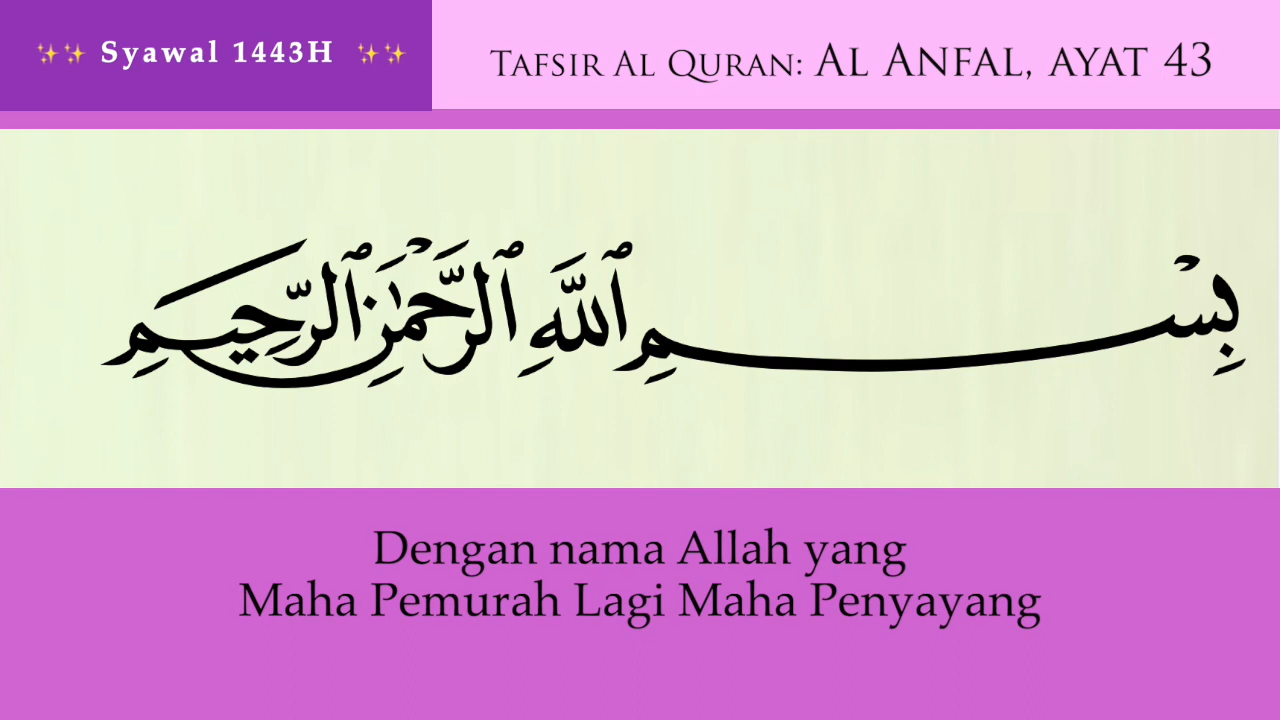 ✨✨ Syawal 1443H ✨✨
TAFSIR AL QURAN: AL ANFAL, AYAT 43
بِسْمِ ٱللَّهِ ٱلرَّحْمَٰنِ ٱلرَّحِيمِ
Dengan nama Allah yang
Maha Pemurah Lagi Maha Penyayang